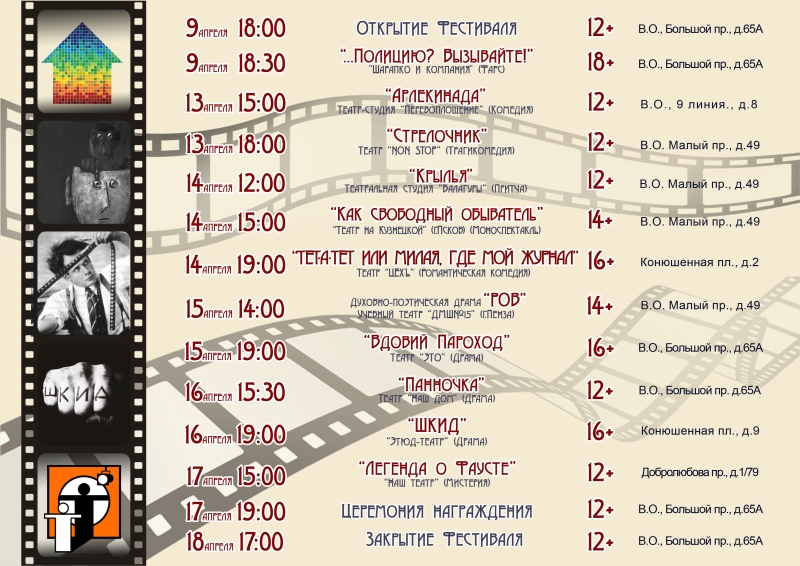 9 апреля 18:00 Открытие Фестиваля 12+ В.О., Большой пр., д.65А
9 апреля 18:30 "...Полицию? Вызывайте!" 18+ В.О., Большой пр., д.65А
"Шарапко и компания" (Фарс)
13 апреля 15:00 "Арлекинада" 12+ В.О., 9 линия., д.8
Театр-студия "Перевоплощение" (Комедия)
13 апреля 18:00 "Стрелочник" 12+ В.О. Малый пр., д.49
Театр "NON STOP" (Трагикомедия)
14 апреля 12:00 "Крылья" 12+ В.О. Малый пр., д.49
Театральная студия "Балагуры" (Притча)
14 апреля 15:00 "Как свободный обыватель" 14+ В.О. Малый пр., д.49
"Театр на Кузнецкой" (г.Псков) (Моноспектакль)
14 апреля 19:00 "Тет-а-тет или милая, где мой журнал" 16+ Конюшенная пл., д.2
Театр "Цехъ" (романтическая комедия)
15 апреля 14:00 Духовно-поэтическая драма "РОВ" 14+ В.О. Малый пр., д.49
Учебный театр "ДМШ№15" (г.Пенза)
15 апреля 19:00 "Вдовий Пароход" 16+ В.О., Большой пр., д.65А
Театр "Это" (Драма)
16 апреля 15:30 "Панночка" 12+ В.О., Большой пр. д.65А
Театр "Наш дом" (Драма)
ШКИД
16 апреля 19:00 "ШКИД" 16+ Конюшенная пл., д.9
"Этюд-театр" (Драма)
17 апреля 15:00 "Легенда о Фаусте" 12+ Добролюбова пр., д.1/79
"Наш театр" (Мистерия)
17 апреля 19:00 Церемония награждения 12+ В.О., Большой пр., д.65А
18 апреля 17:00 Закрытие Фестиваля 12+ В.О., Большой пр., д.65А